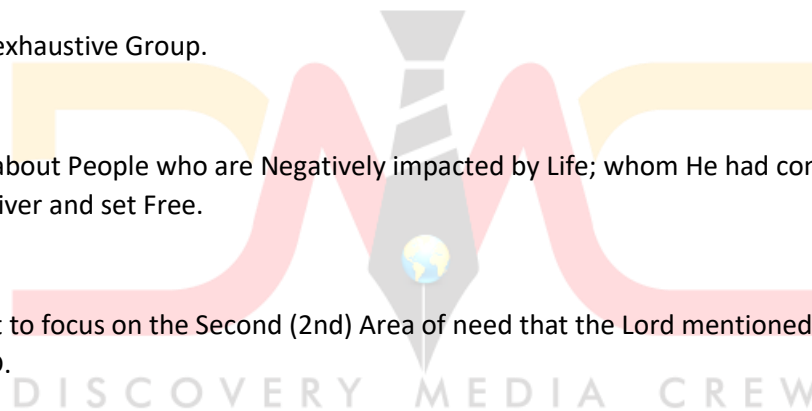 exhaustive Group.
about People who are Negatively impacted by Life; whom He had
iver and set Free.
to focus on the Second (2nd) Area of need that the Lord mentioned
DISCOVERY MEDIA CREW